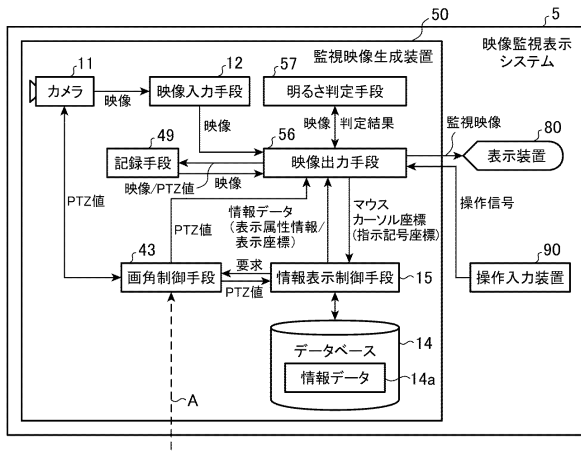 5
50
映像監視表示
システム
監視映像生成装置
11
カメラ
映像
12
映像入力手段
57
明るさ判定手段
映像
映像
判定結果
49
記録手段
56
映像出力手段
監視映像
80
表示装置
映像/PTZ値
映像
操作信号
PTZ値
PTZ値
情報データ
(表示属性情報/
表示座標)
マウス
カーソル座標
(指示記号座標)
43
画角制御手段
要求
PTZ値
情報表示制御手段
15
90
操作入力装置
データベース
14
情報データ
14a
A